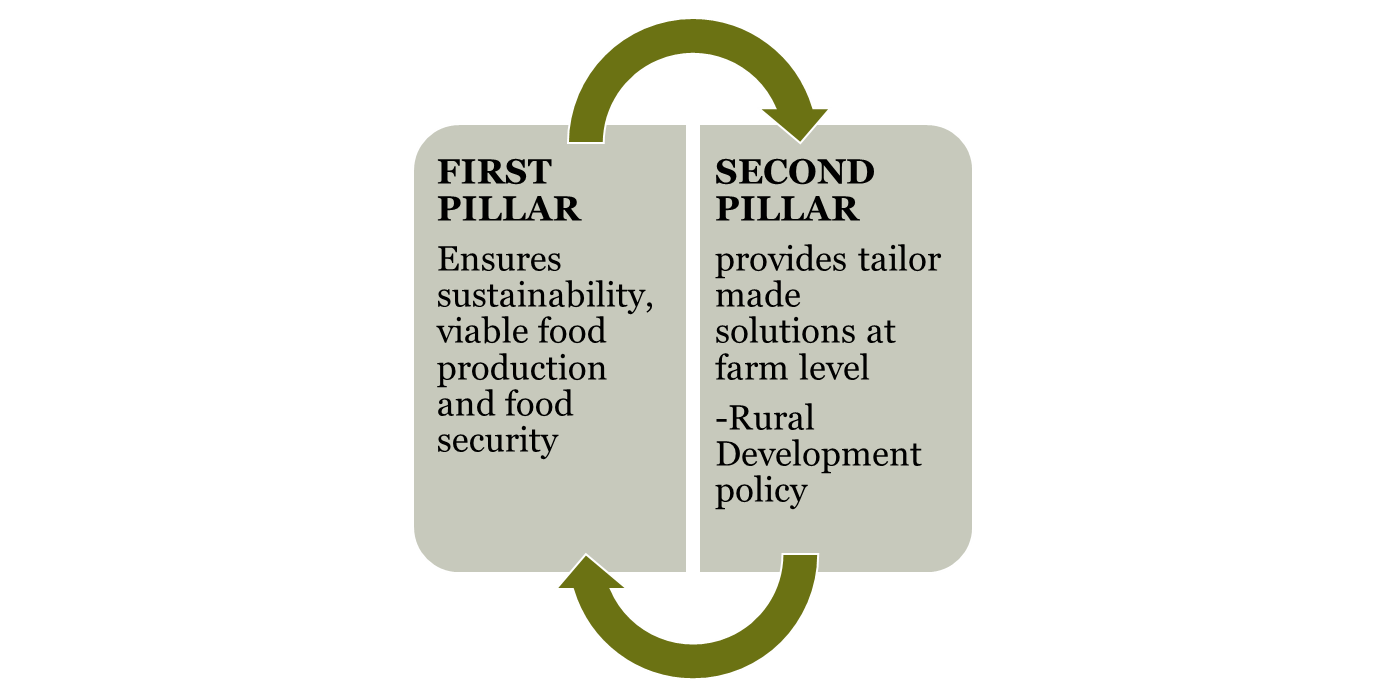 FIRST
PILLAR
Ensures
sustainability,
viable food
production
and food
security
SECOND
PILLAR
provides tailor
made
solutions at
farm level
-Rural
Development
policy